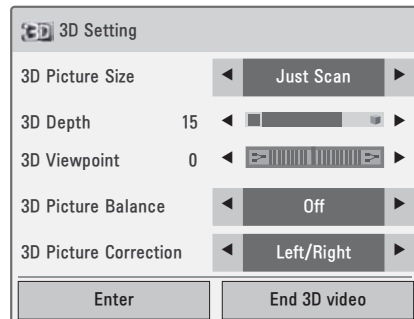 3D 3D Setting
3D Picture Size Just Scan
3D Depth 15
3D Viewpoint 0
3D Picture Balance Off
3D Picture Correction Left/Right
Enter End 3D video